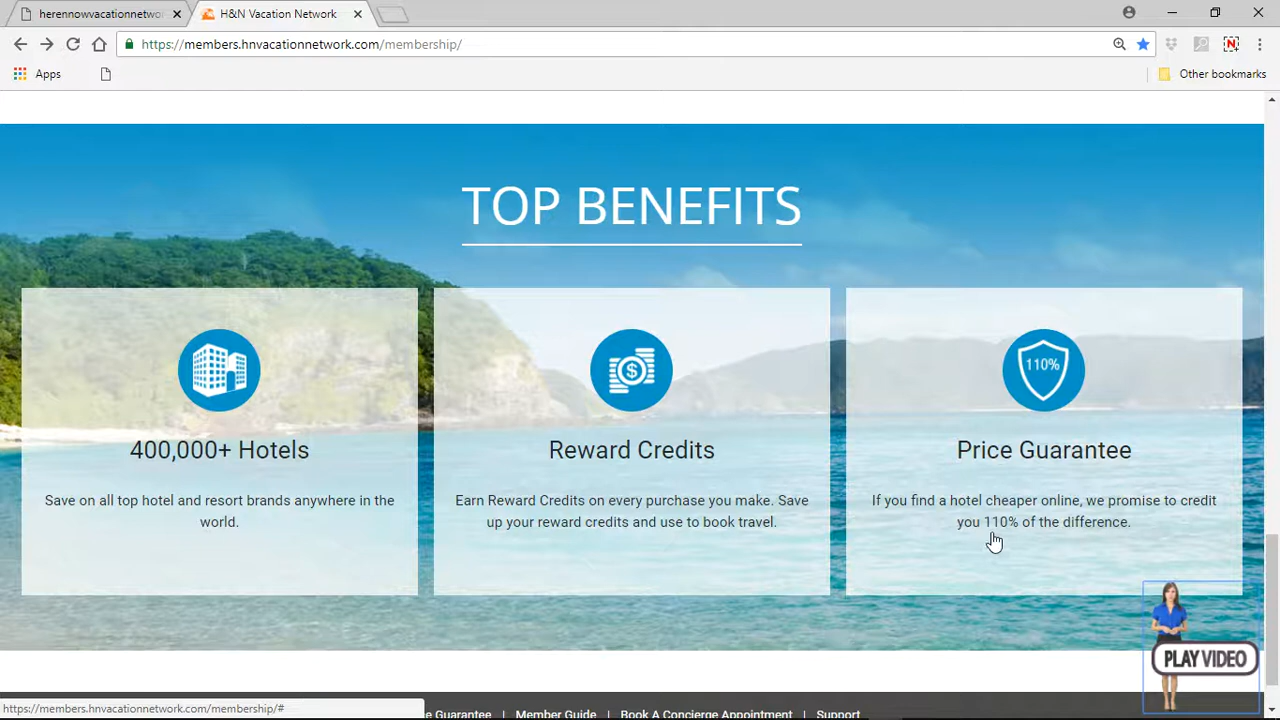 herennowvacationnetwor
H&N Vacation Network
https://members.hnvacationnetwork.com/membership/
Apps
Other bookmarks
TOP BENEFITS
110%
400,000+ Hotels
Reward Credits
Price Guarantee
Save on all top hotel and resort brands anywhere in the
world.
Earn Reward Credits on every purchase you make. Save
up your reward credits and use to book travel.
If you find a hotel cheaper online, we promise to credit
you 110% of the difference.
PLAY VIDEO
https://members.hnvacationnetwork.com/membership/#
e Guarantee | Member Guide | Book A Concierge Appointment | Support